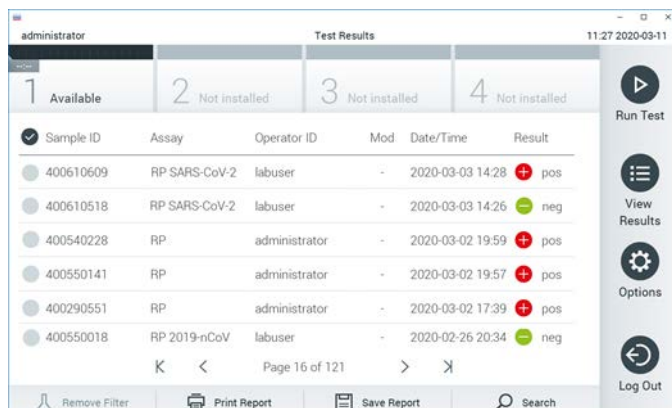 administrator Test Results 11:27 2020-03-11
1 Available 2 Not installed 3 Not installed 4 Not installed
Run Test
Sample ID Assay Operator ID Mod Date/Time Result
400610609 RP SARS-CoV-2 labuser - 2020-03-03 14:28 pos
400610518 RP SARS-CoV-2 labuser - 2020-03-03 14:26 neg
View
Results
400540228 RP administrator - 2020-03-02 19:59 pos
400550141 RP administrator - 2020-03-02 19:57 pos
Options
400290551 RP administrator - 2020-03-02 17:39 pos
400550018 RP 2019-nCoV labuser - 2020-02-26 20:34 neg
Page 16 of 121
Log Out
Remove Filter Print Report Save Report Search